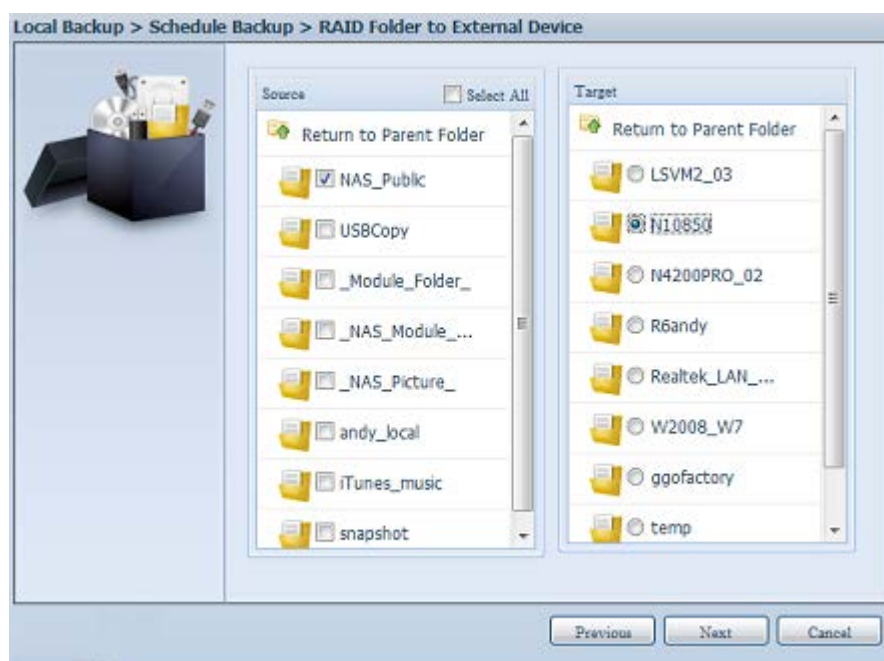 Local Backup > Schedule Backup > RAID Folder to External Device
Source
Select All
Return to Parent Folder
NAS_Public
USBCopy
_Module_Folder_
_NAS_Module_...
_NAS_Picture_
andy_local
iTunes_music
snapshot
Target
Return to Parent Folder
LSVM2_03
N10850
N4200PRO_02
R6andy
Realtek_LAN_...
W2008_W7
ggofactory
temp
Previous
Next
Cancel